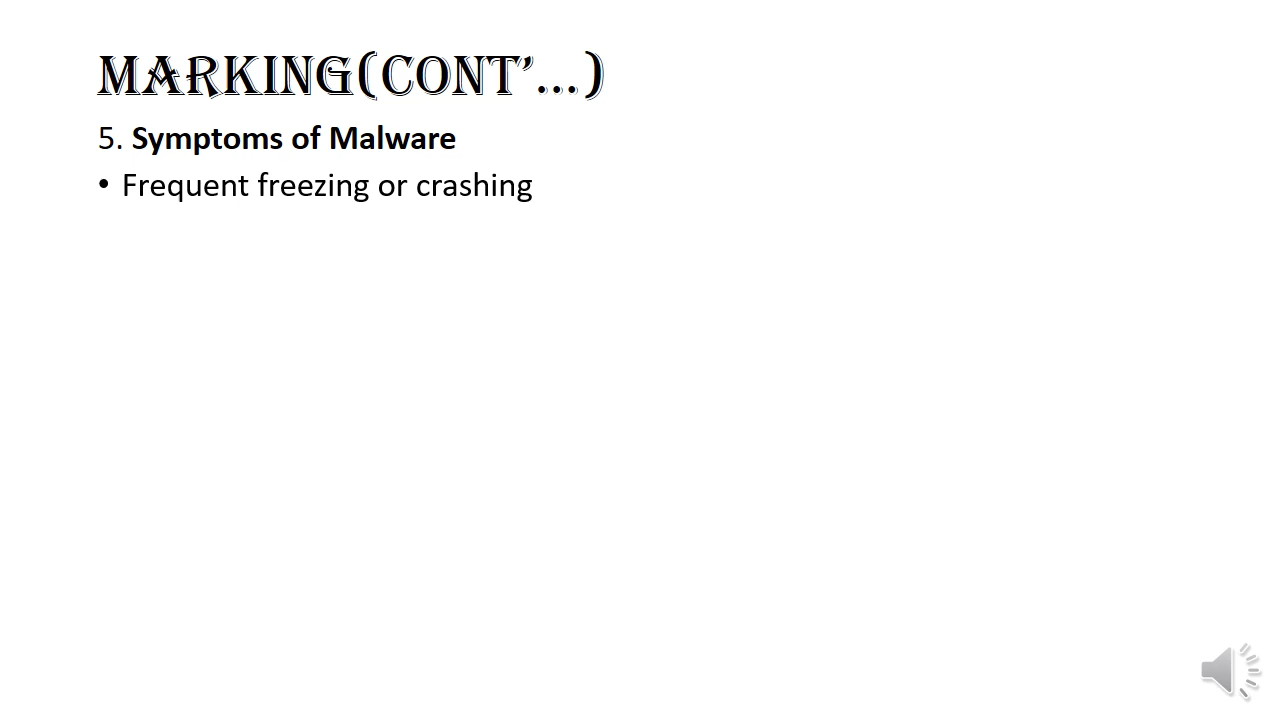 MARKING(CONT’…)
5. Symptoms of Malware
• Frequent freezing or crashing